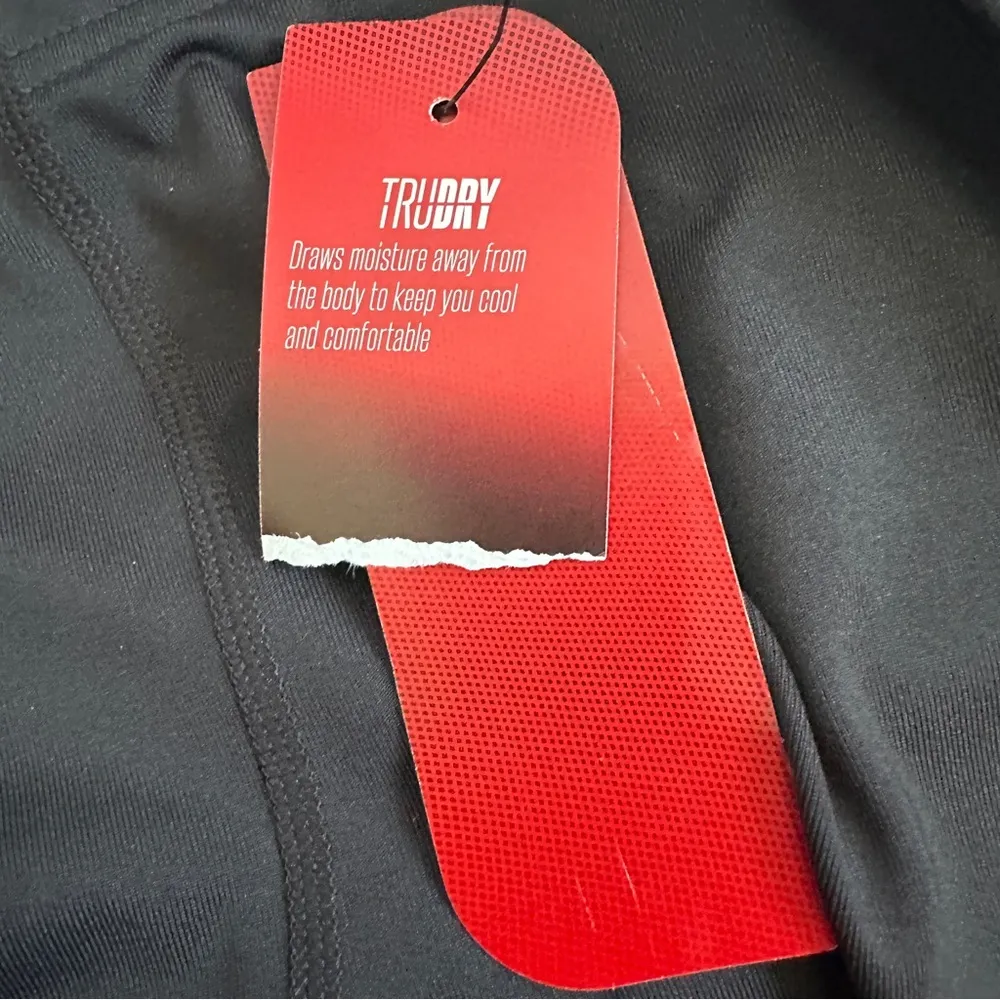 TRUDRY
Draws moisture away from
the body to keep you cool
and comfortable